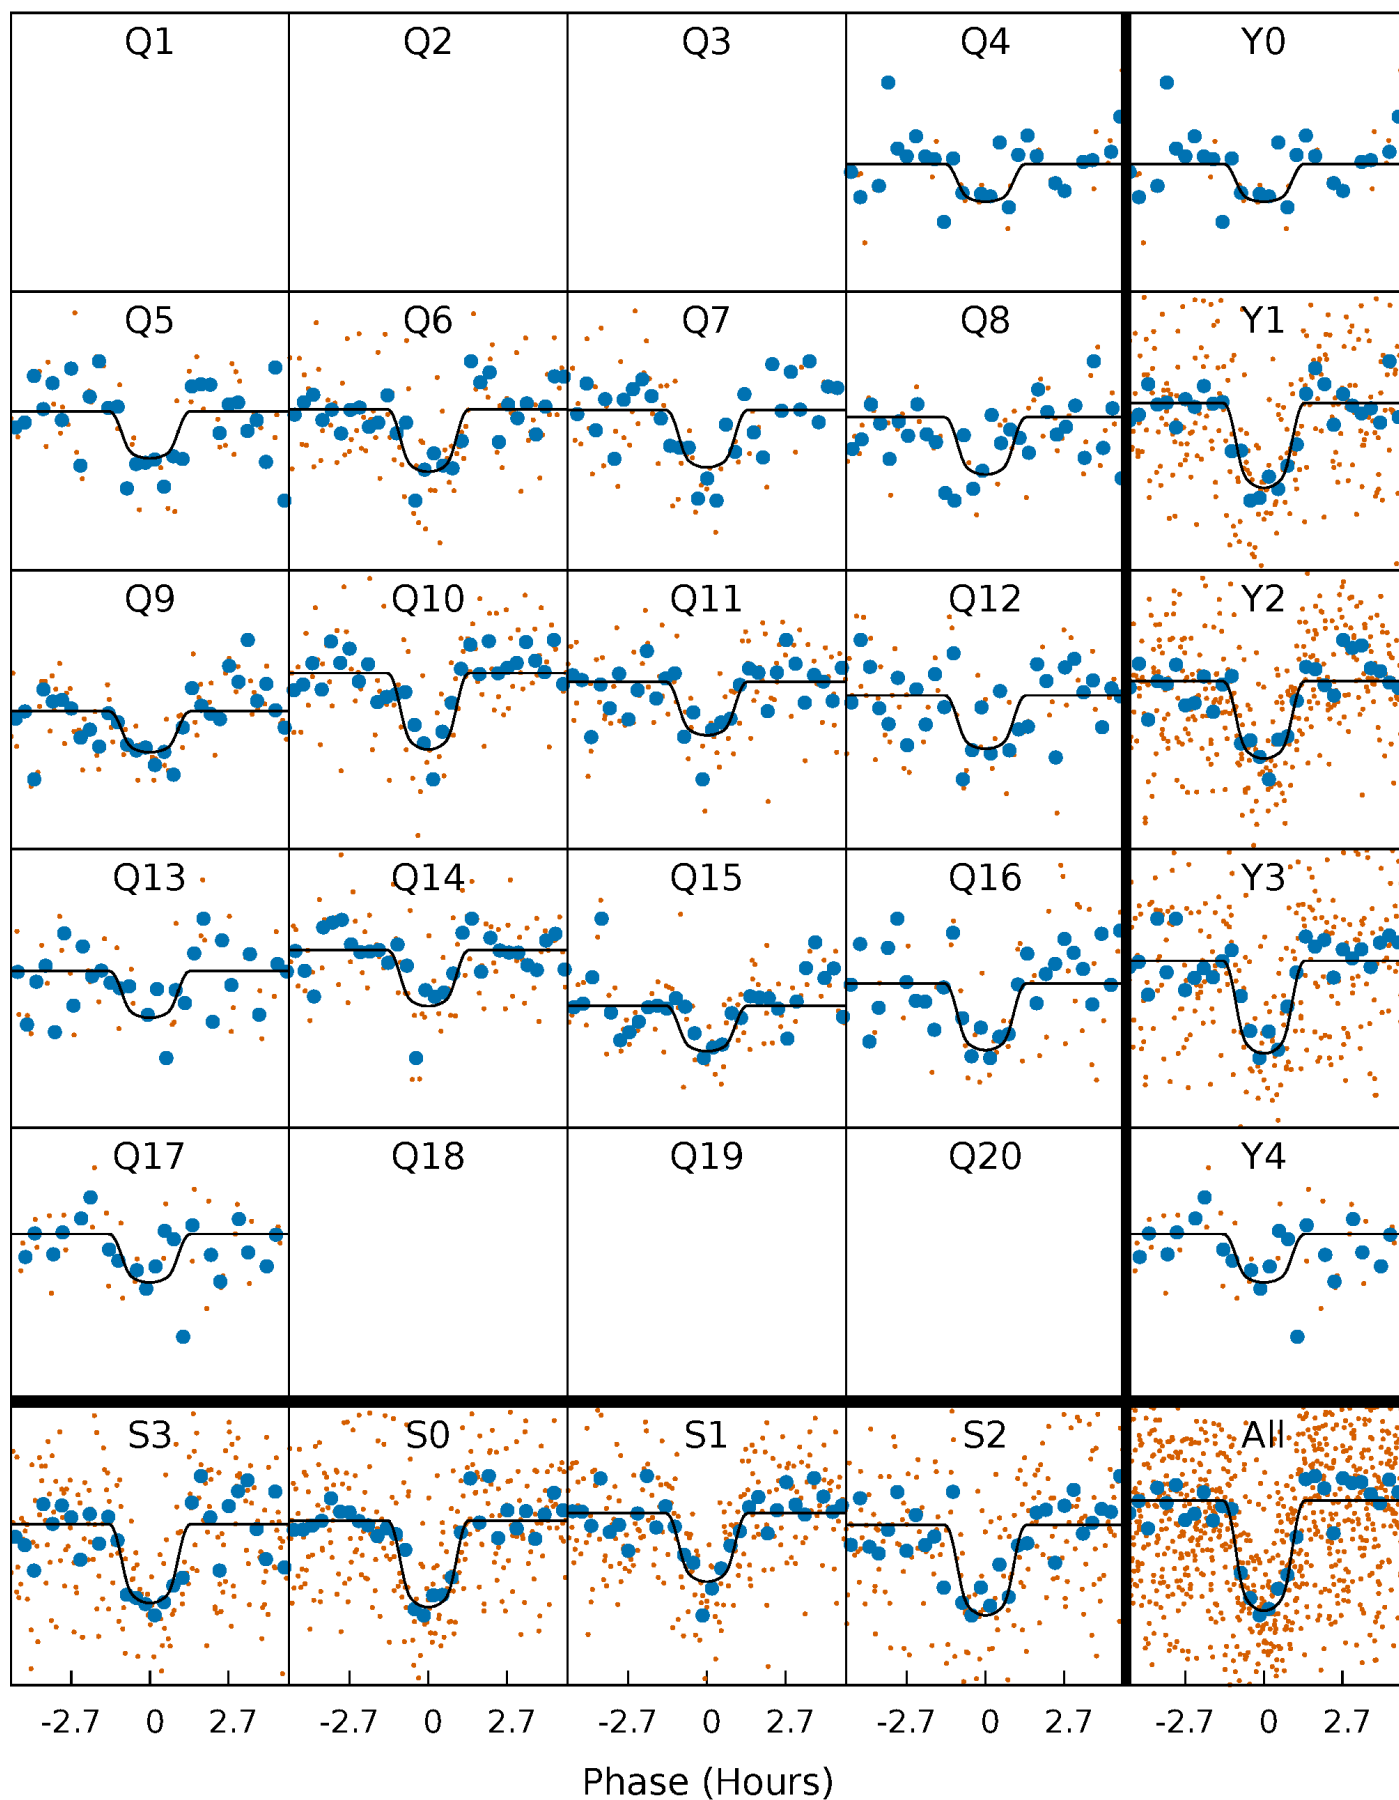 Q1 Q2 Q3 Q4 Y0
Q5 Q6 Q7 Q8 Y1
Q9 Q10 Q11 Q12 Y2
Q13 Q14 Q15 Q16 Y3
Q17 Q18 Q19 Q20 Y4
S3 S0 S1 S2 All
-2.7 0 2.7 -2.7 0 2.7 -2.7 0 2.7 -2.7 0 2.7 -2.7 0 2.7
Phase (Hours)